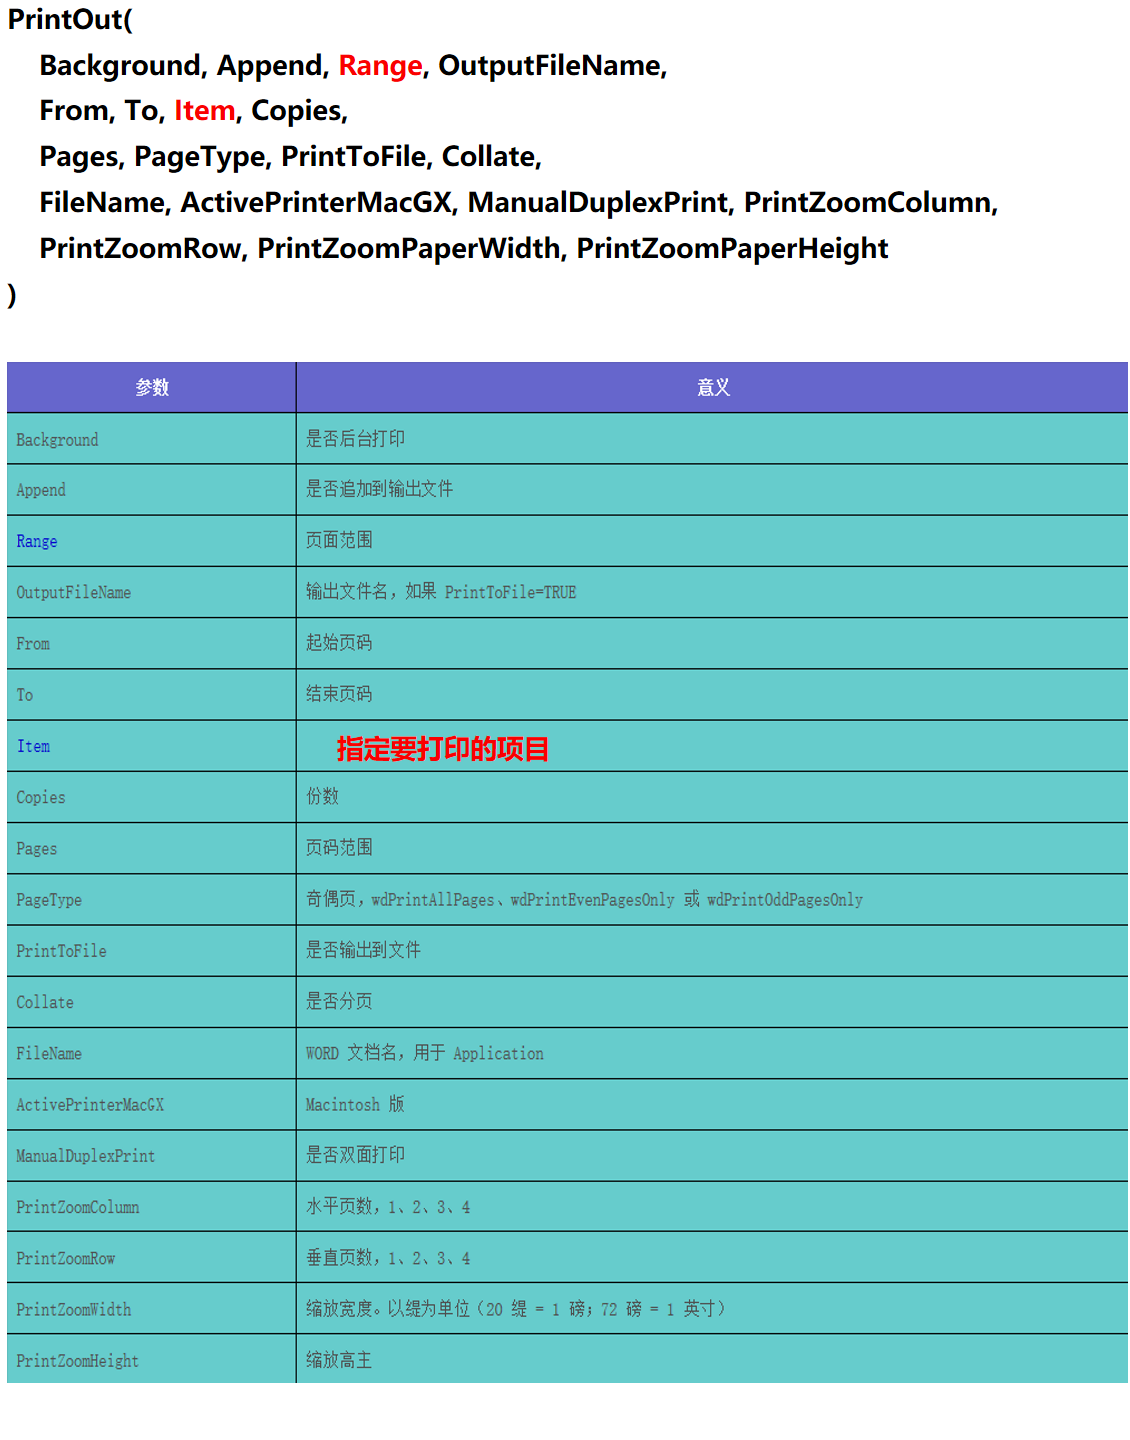 PrintOut(
Background, Append, Range, OutputFileName,
From, To, Item, Copies,
Pages, PageType, PrintToFile, Collate,
FileName, ActivePrinterMacGX, ManualDuplexPrint, PrintZoomColumn,
PrintZoomRow, PrintZoomPaperWidth, PrintZoomPaperHeight
)
参数 意义
Background 是否后台打印
Append 是否追加到输出文件
Range 页面范围
OutputFileName 输出文件名，如果 PrintToFile=TRUE
From 起始页码
To 结束页码
Item 指定要打印的项目
Copies 份数
Pages 页码范围
PageType 奇偶页，wdPrintAllPages、wdPrintEvenPagesOnly 或 wdPrintOddPagesOnly
PrintToFile 是否输出到文件
Collate 是否分页
FileName WORD 文档名，用于 Application
ActivePrinterMacGX Macintosh 版
ManualDuplexPrint 是否双面打印
PrintZoomColumn 水平页数，1、2、3、4
PrintZoomRow 垂直页数，1、2、3、4
PrintZoomWidth 缩放宽度。以缇为单位（20 缇 = 1 磅；72 磅 = 1 英寸）
PrintZoomHeight 缩放高主